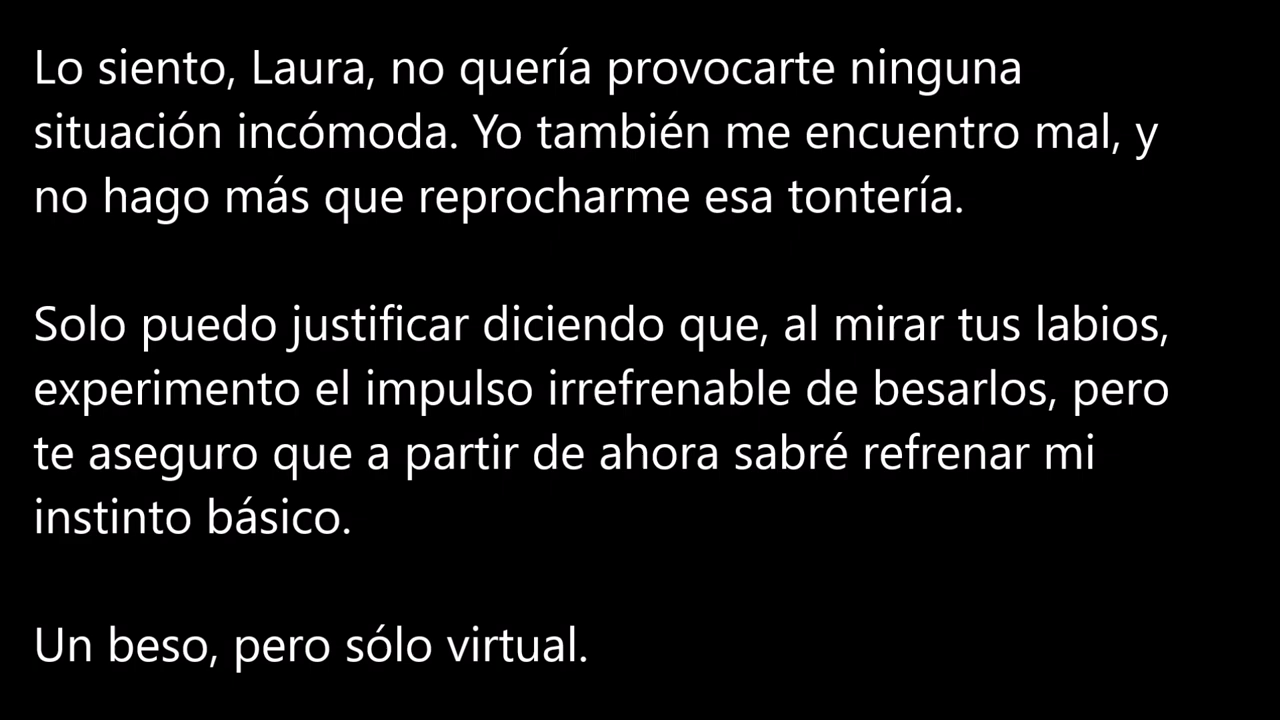 Lo siento, Laura, no quería provocarte ninguna
situación incómoda. Yo también me encuentro mal, y
no hago más que reprocharme esa tontería.
Solo puedo justificar diciendo que, al mirar tus labios,
experimento el impulso irrefrenable de besarlos, pero
te aseguro que a partir de ahora sabré refrenar mi
instinto básico.
Un beso, pero sólo virtual.